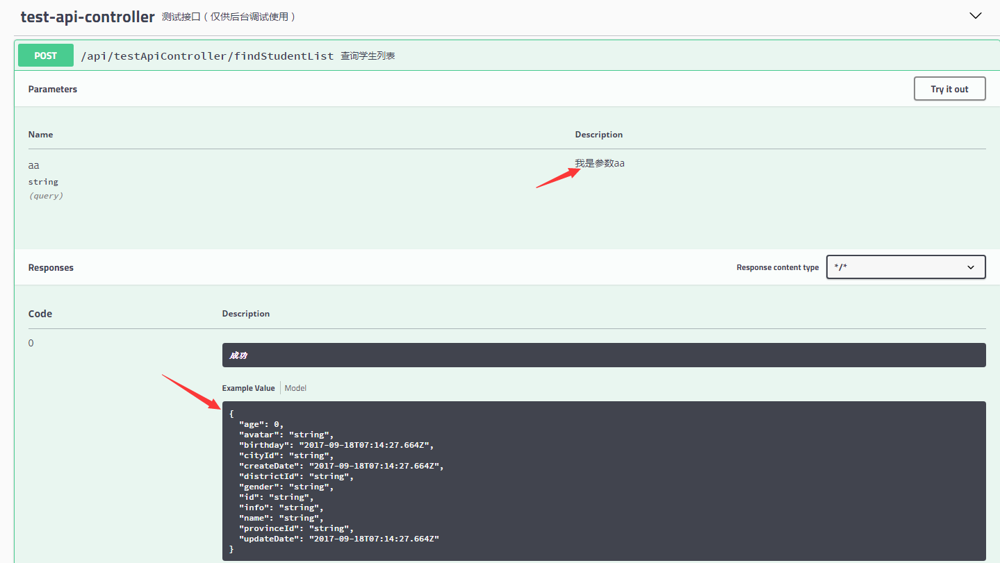 test-api-controller 测试接口（仅供后台调试使用）
POST /api/testApiController/findStudentList 查询学生列表
Parameters Try it out
Name Description
aa 我是参数aa
string
(query)
Responses Response content type */*
Code Description
0
成功
Example Value Model
{
"age": 0,
"avatar": "string",
"birthday": "2017-09-18T07:14:27.664Z",
"cityId": "string",
"createDate": "2017-09-18T07:14:27.664Z",
"districtId": "string",
"gender": "string",
"id": "string",
"info": "string",
"name": "string",
"provinceId": "string",
"updateDate": "2017-09-18T07:14:27.664Z"
}